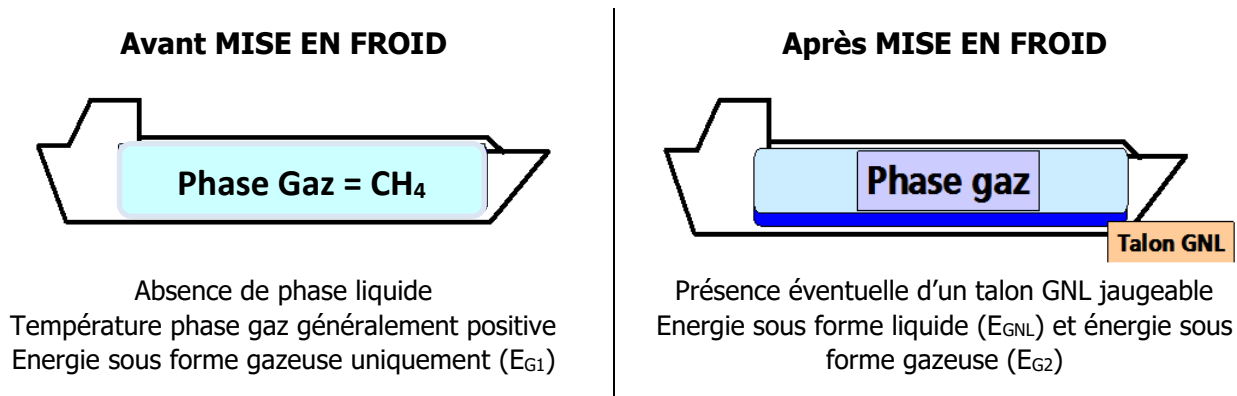 Avant MISE EN FROID
Phase Gaz = CH₄
Absence de phase liquide
Température phase gaz généralement positive
Energie sous forme gazeuse uniquement (EG1)
Après MISE EN FROID
Phase gaz
Talon GNL
Présence éventuelle d’un talon GNL jaugeable
Energie sous forme liquide (EGNL) et énergie sous
forme gazeuse (EG2)